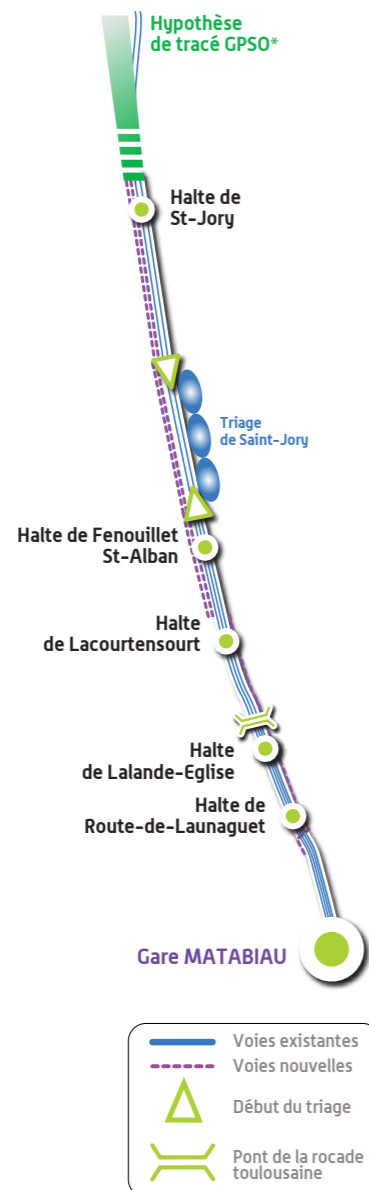 Hypothèse
de tracé GPSO*
Halte de
St-Jory
Triage
de Saint-Jory
Halte de Fenouillet
St-Alban
Halte
de Lacourtensourt
Halte
de Lalande-Eglise
Halte de
Route-de-Launaguet
Gare MATABIAU
Voies existantes
Voies nouvelles
Début du triage
Pont de la rocade
toulousaine